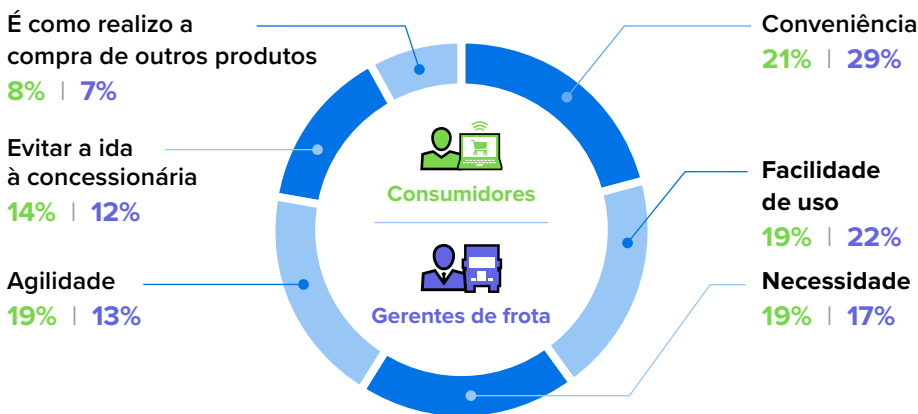 É como realizo a
compra de outros produtos
8% | 7%
Evitar a ida
à concessionária
14% | 12%
Agilidade
19% | 13%
Consumidores
Gerentes de frota
Conveniência
21% | 29%
Facilidade
de uso
19% | 22%
Necessidade
19% | 17%